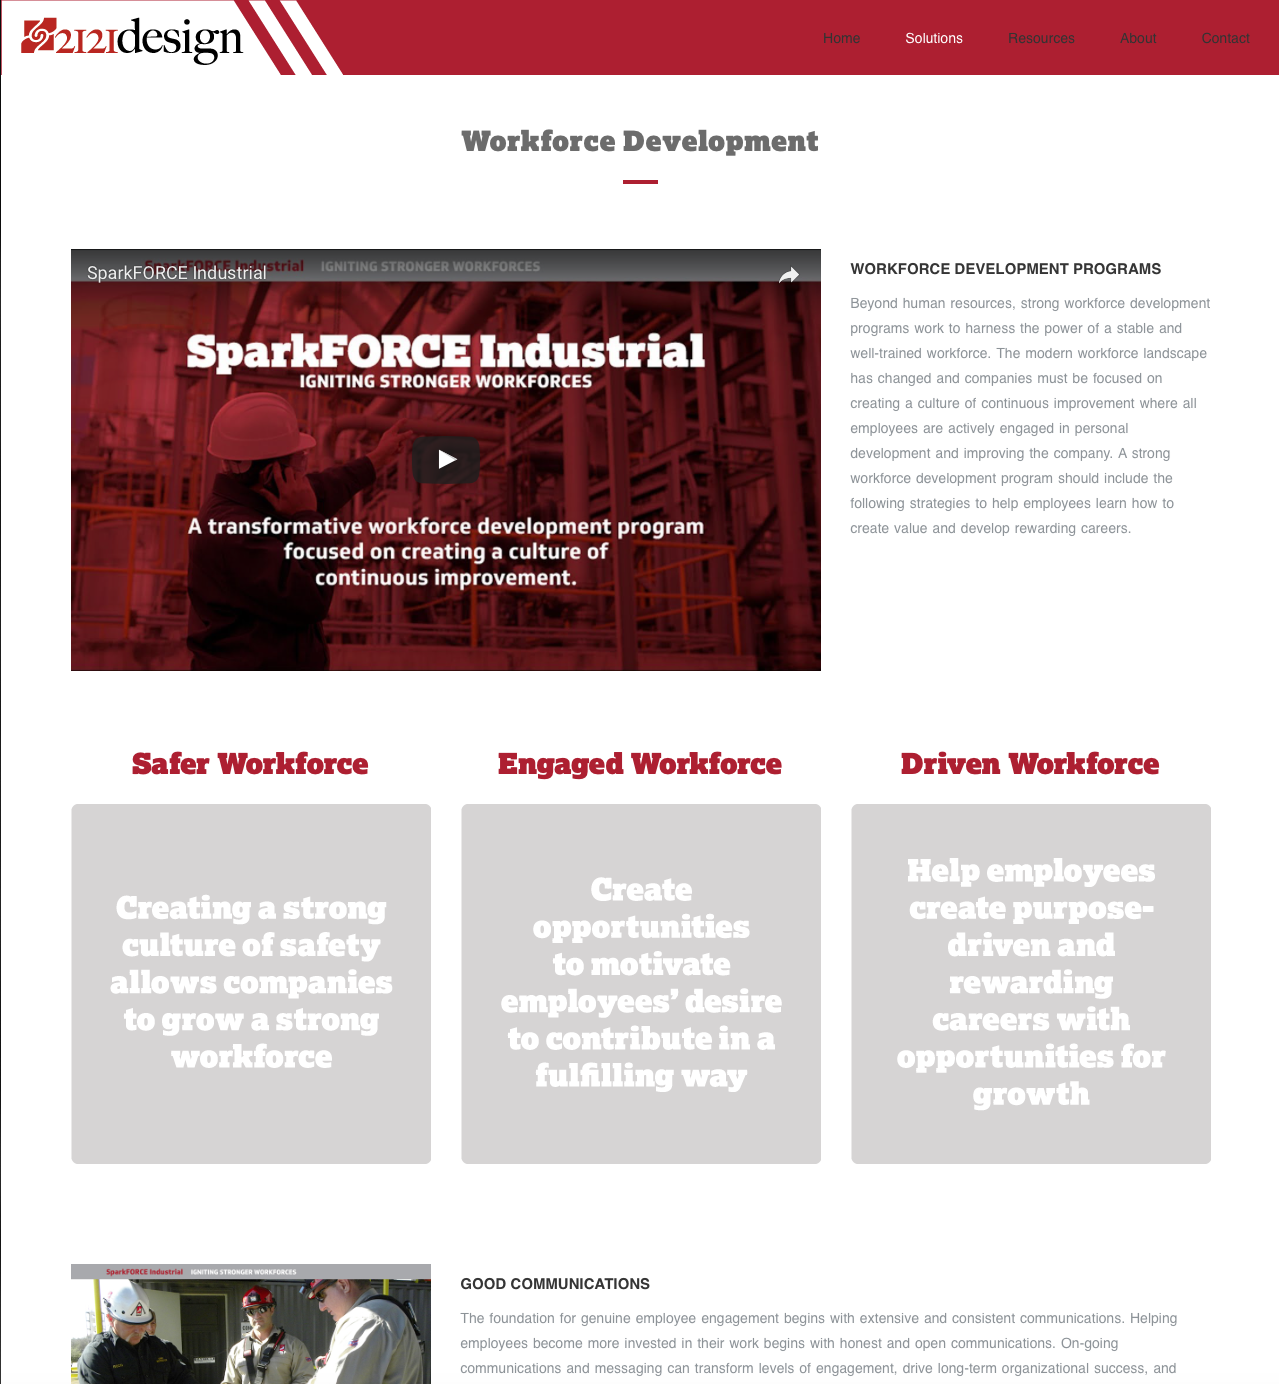 2121design
Home
Solutions
Resources
About
Contact
Workforce Development
SparkFORCE Industrial
SparkFORCE Industrial IGNITING STRONGER WORKFORCES
SparkFORCE Industrial
IGNITING STRONGER WORKFORCES
A transformative workforce development program
focused on creating a culture of
continuous improvement.
WORKFORCE DEVELOPMENT PROGRAMS
Beyond human resources, strong workforce development
programs work to harness the power of a stable and
well-trained workforce. The modern workforce landscape
has changed and companies must be focused on
creating a culture of continuous improvement where all
employees are actively engaged in personal
development and improving the company. A strong
workforce development program should include the
following strategies to help employees learn how to
create value and develop rewarding careers.
Safer Workforce
Creating a strong
culture of safety
allows companies
to grow a strong
workforce
Engaged Workforce
Create
opportunities
to motivate
employees’ desire
to contribute in a
fulfilling way
Driven Workforce
Help employees
create purpose-
driven and
rewarding
careers with
opportunities for
growth
SparkFORCE Industrial IGNITING STRONGER WORKFORCES
GOOD COMMUNICATIONS
The foundation for genuine employee engagement begins with extensive and consistent communications. Helping
employees become more invested in their work begins with honest and open communications. On-going
communications and messaging can transform levels of engagement, drive long-term organizational success, and